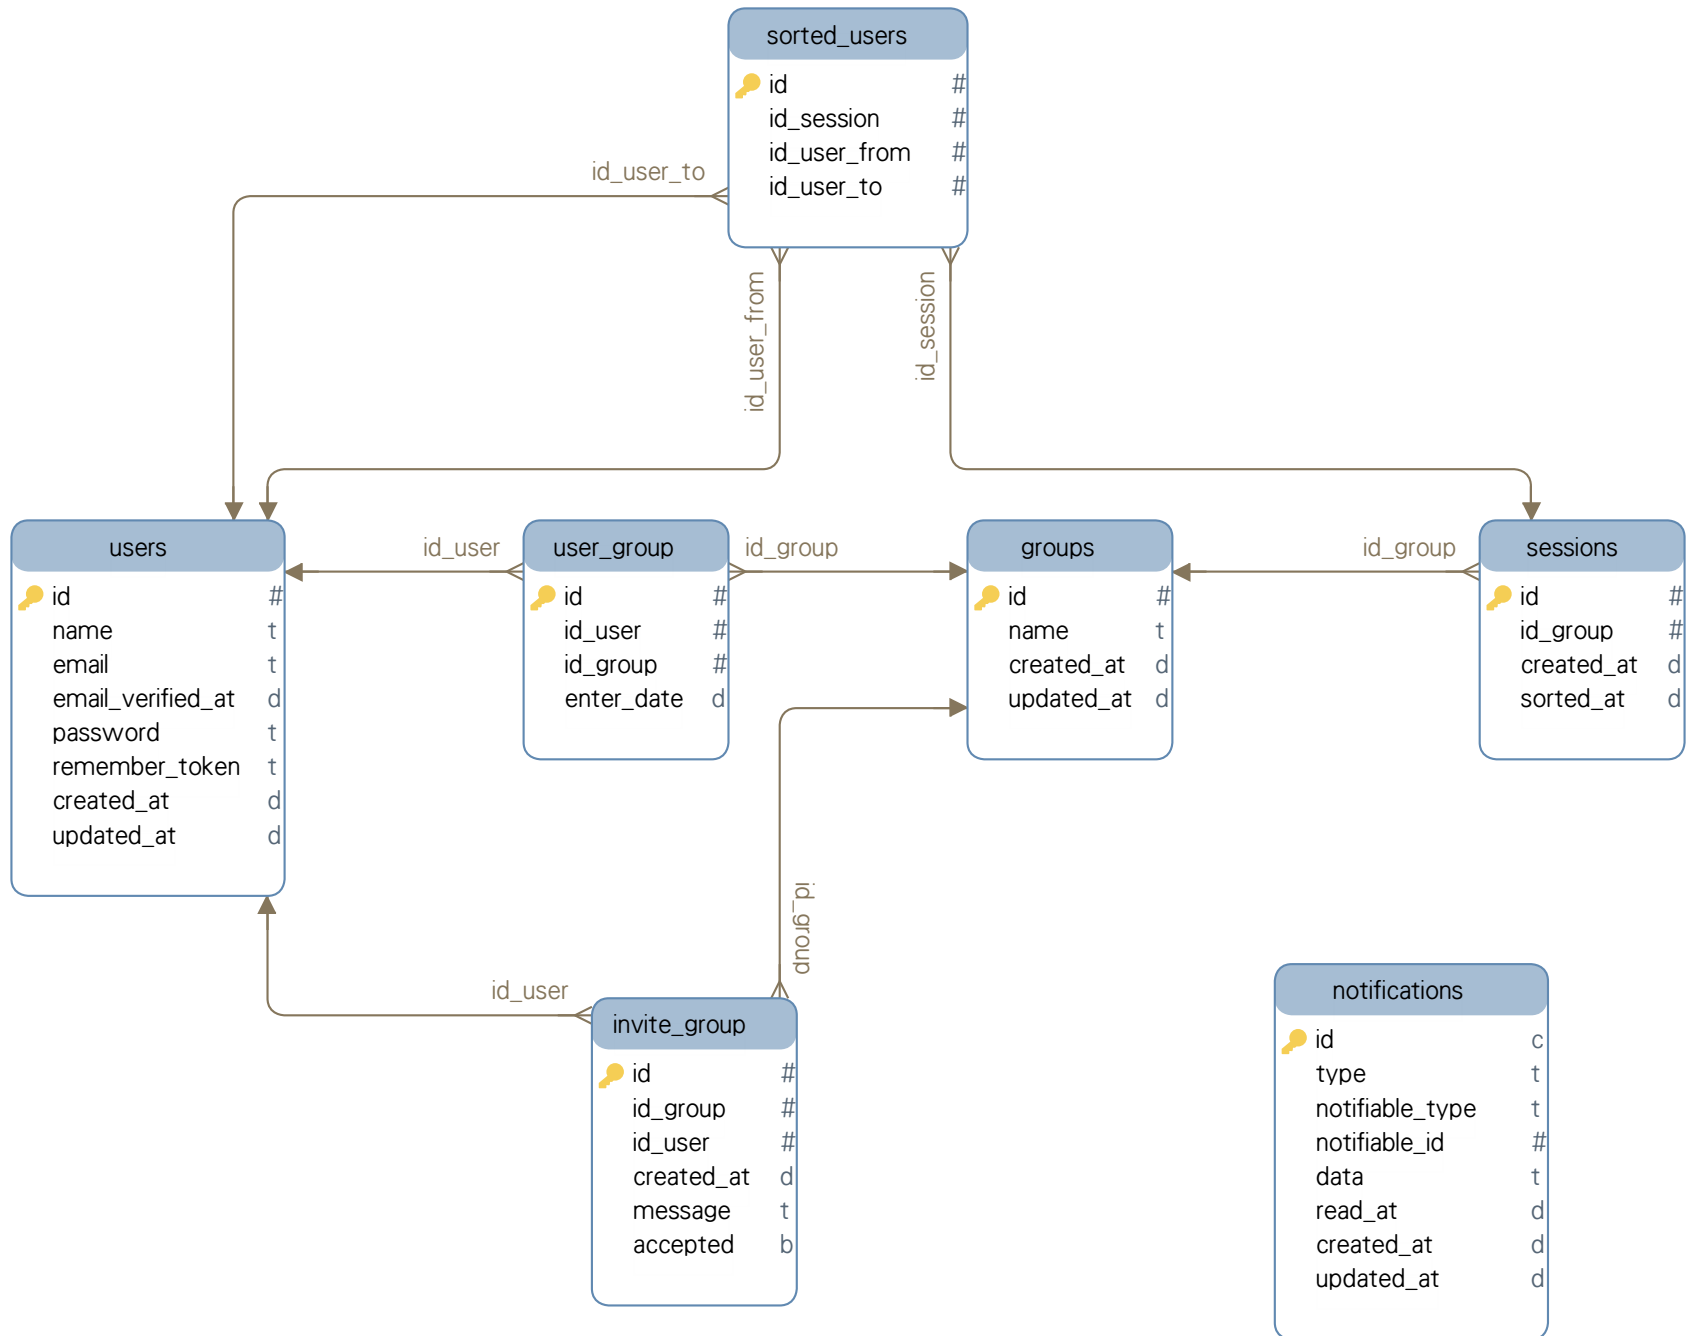 sorted_users
id #
id_session #
id_user_from #
id_user_to #
id_user_to
id_user_from
id_session
users
id #
name t
email t
email_verified_at d
password t
remember_token t
created_at d
updated_at d
id_user
user_group
id #
id_user #
id_group #
enter_date d
id_group
groups
id #
name t
created_at d
updated_at d
id_group
sessions
id #
id_group #
created_at d
sorted_at d
id_group
id_user
invite_group
id #
id_group #
id_user #
created_at d
message t
accepted b
notifications
id c
type t
notifiable_type t
notifiable_id #
data t
read_at d
created_at d
updated_at d